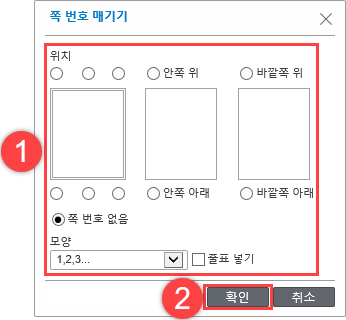 쪽 번호 매기기
위치
안쪽 위
바깥쪽 위
1
안쪽 아래
바깥쪽 아래
쪽 번호 없음
모양
1,2,3...
줄표 넣기
2
확인
취소